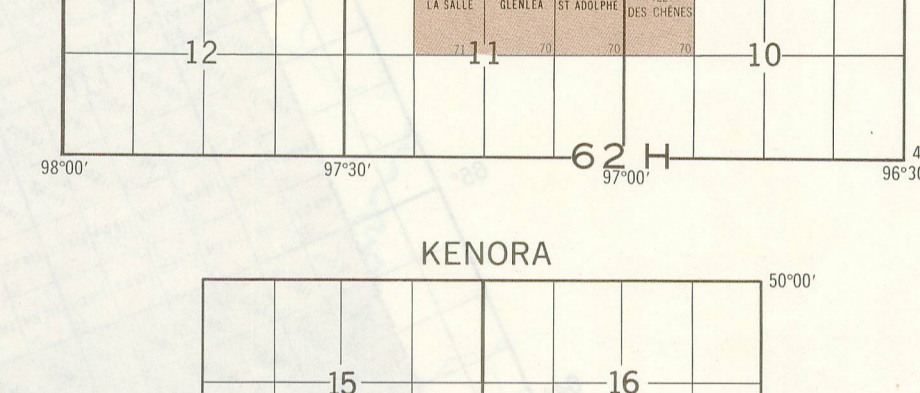 LA SALLE GLENLEA ST ADOLPHE
DES CHÊNES
71 70 70 70
12 11 10
62 H
98°00′ 97°30′ 97°00′ 96°30
KENORA
50°00′
15 16